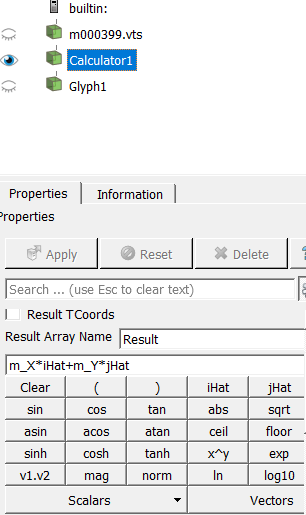 builtin:
m000399.vts
Calculator1
Glyph1
Properties Information
Properties
Apply Reset Delete ?
Search ... (use Esc to clear text)
Result TCoords
Result Array Name Result
m_X*iHat+m_Y*jHat
Clear ( ) iHat jHat
sin cos tan abs sqrt
asin acos atan ceil floor
sinh cosh tanh x^y exp
v1.v2 mag norm ln log10
Scalars Vectors